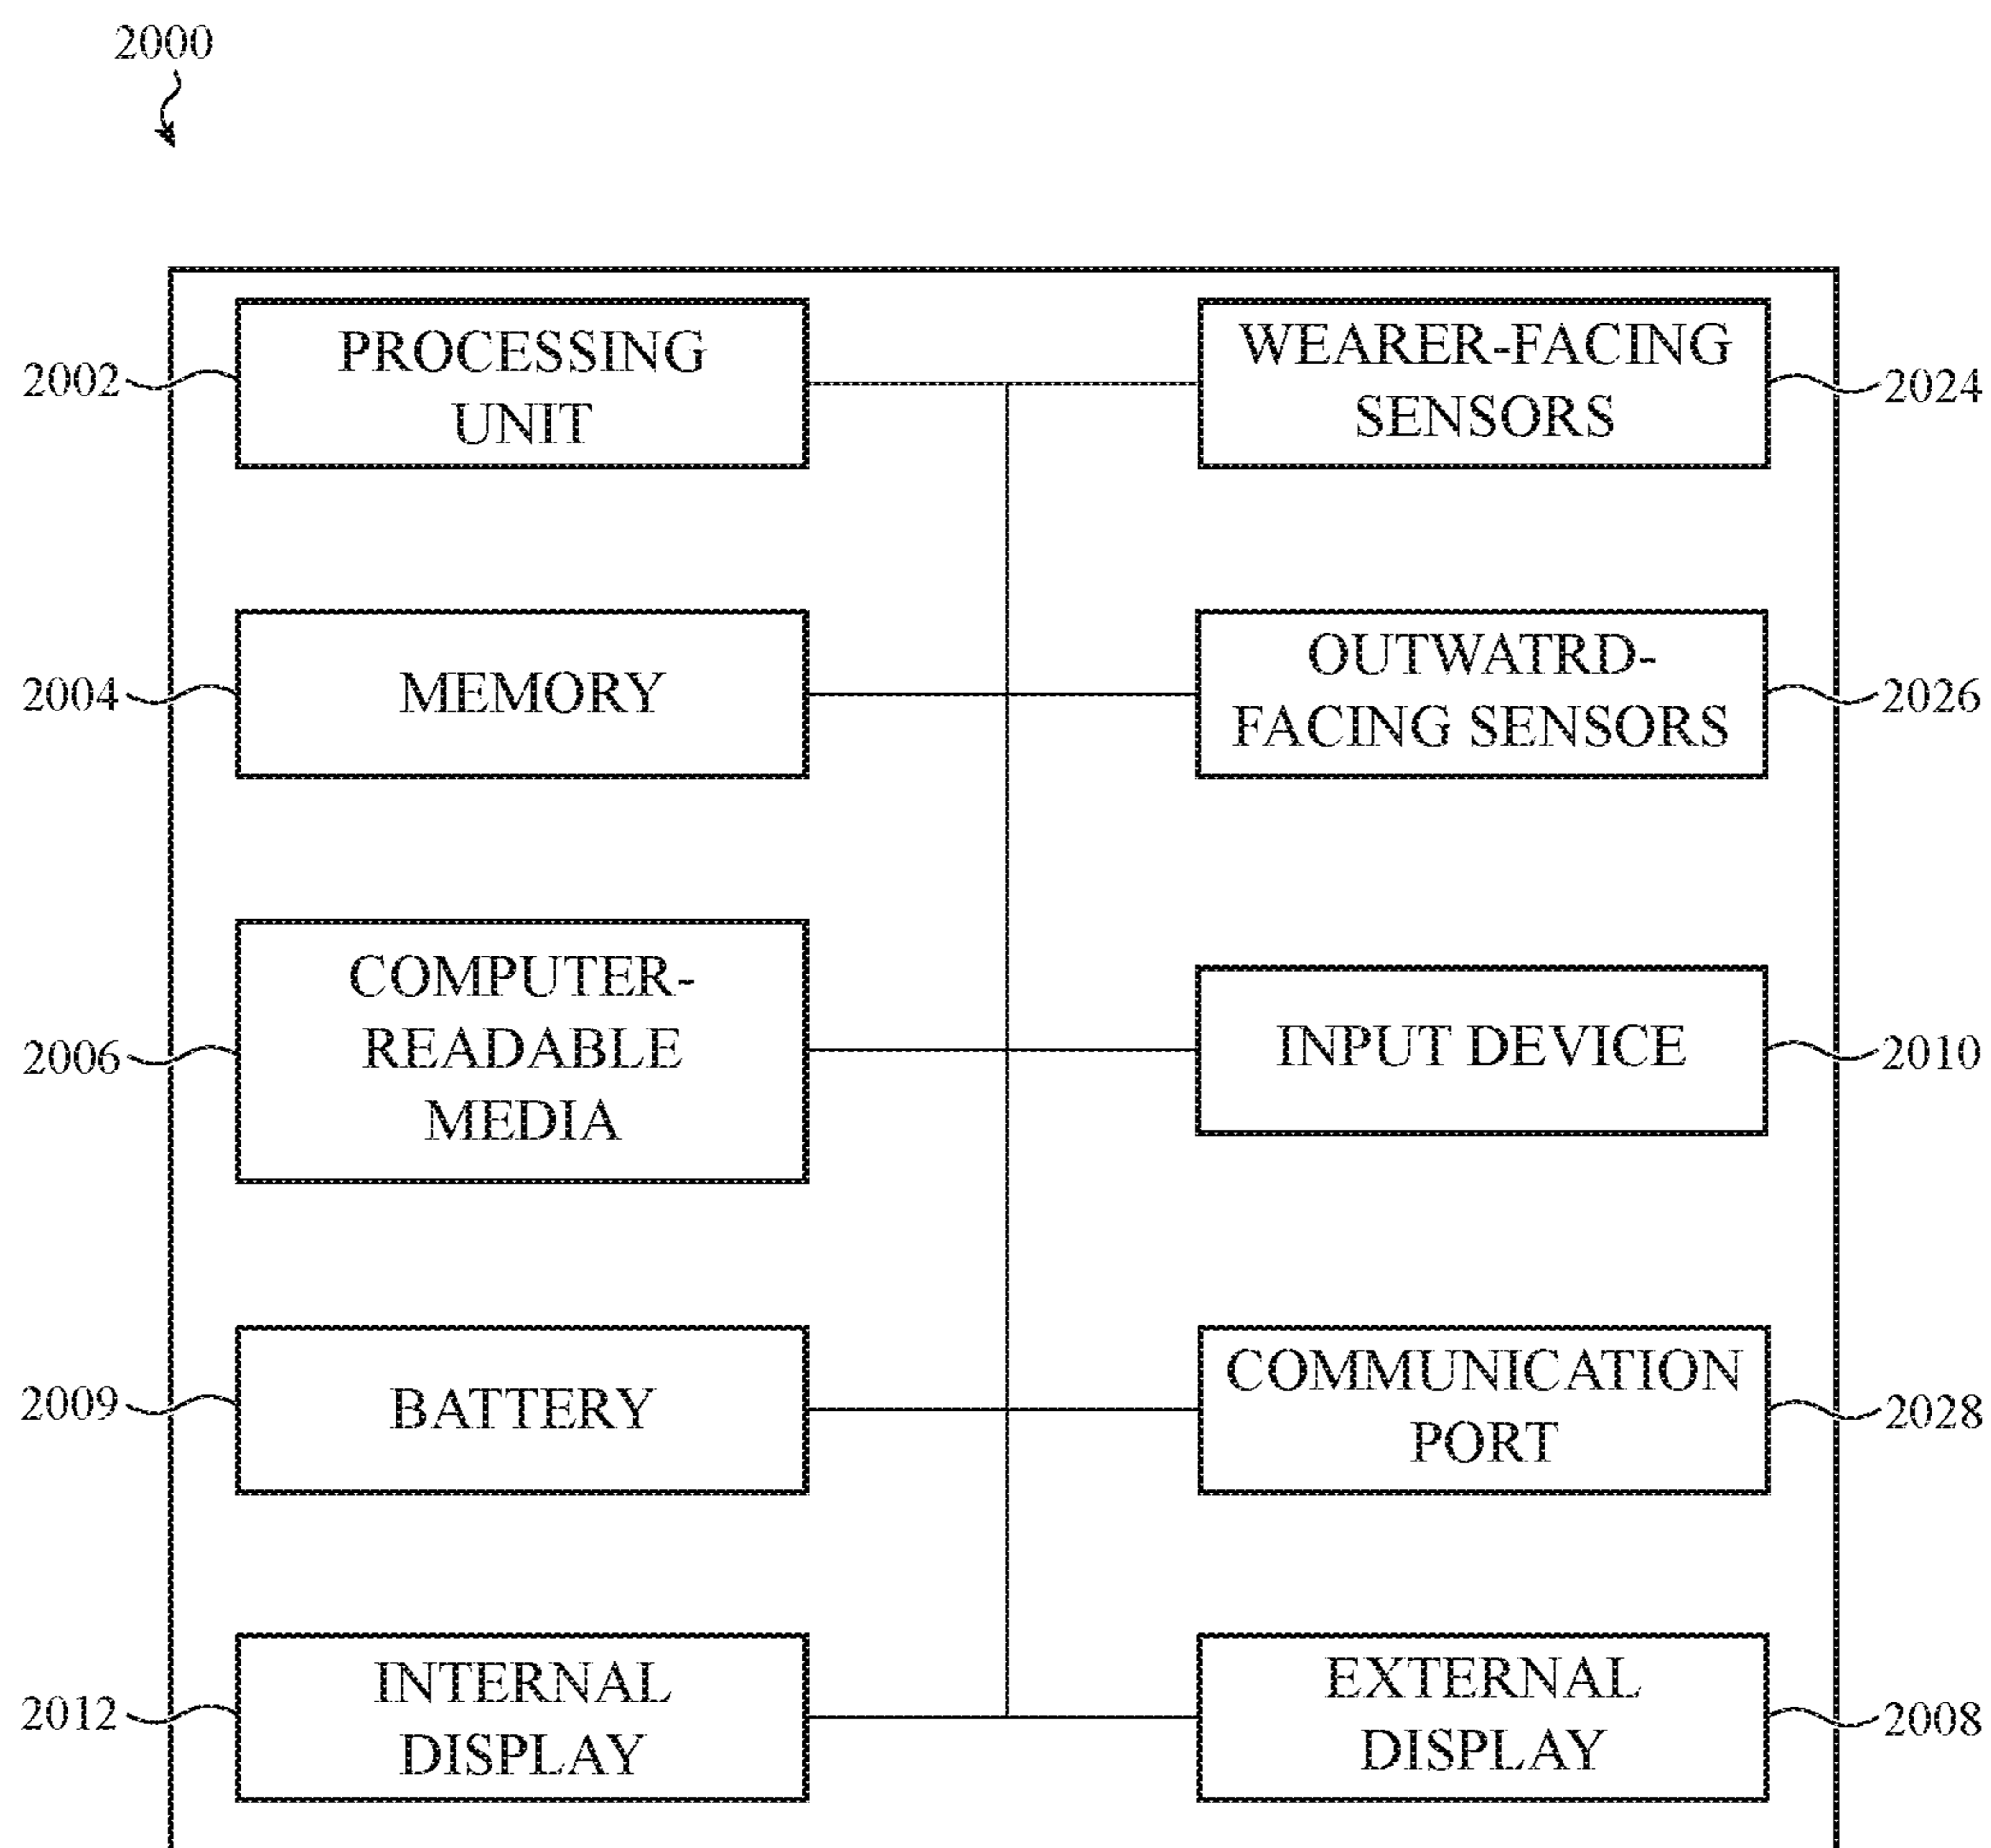 2000
PROCESSING
UNIT
2002
WEARER-FACING
SENSORS
2024
MEMORY
2004
OUTWATRD-
FACING SENSORS
2026
COMPUTER-
READABLE
MEDIA
2006
INPUT DEVICE
2010
BATTERY
2009
COMMUNICATION
PORT
2028
INTERNAL
DISPLAY
2012
EXTERNAL
DISPLAY
2008